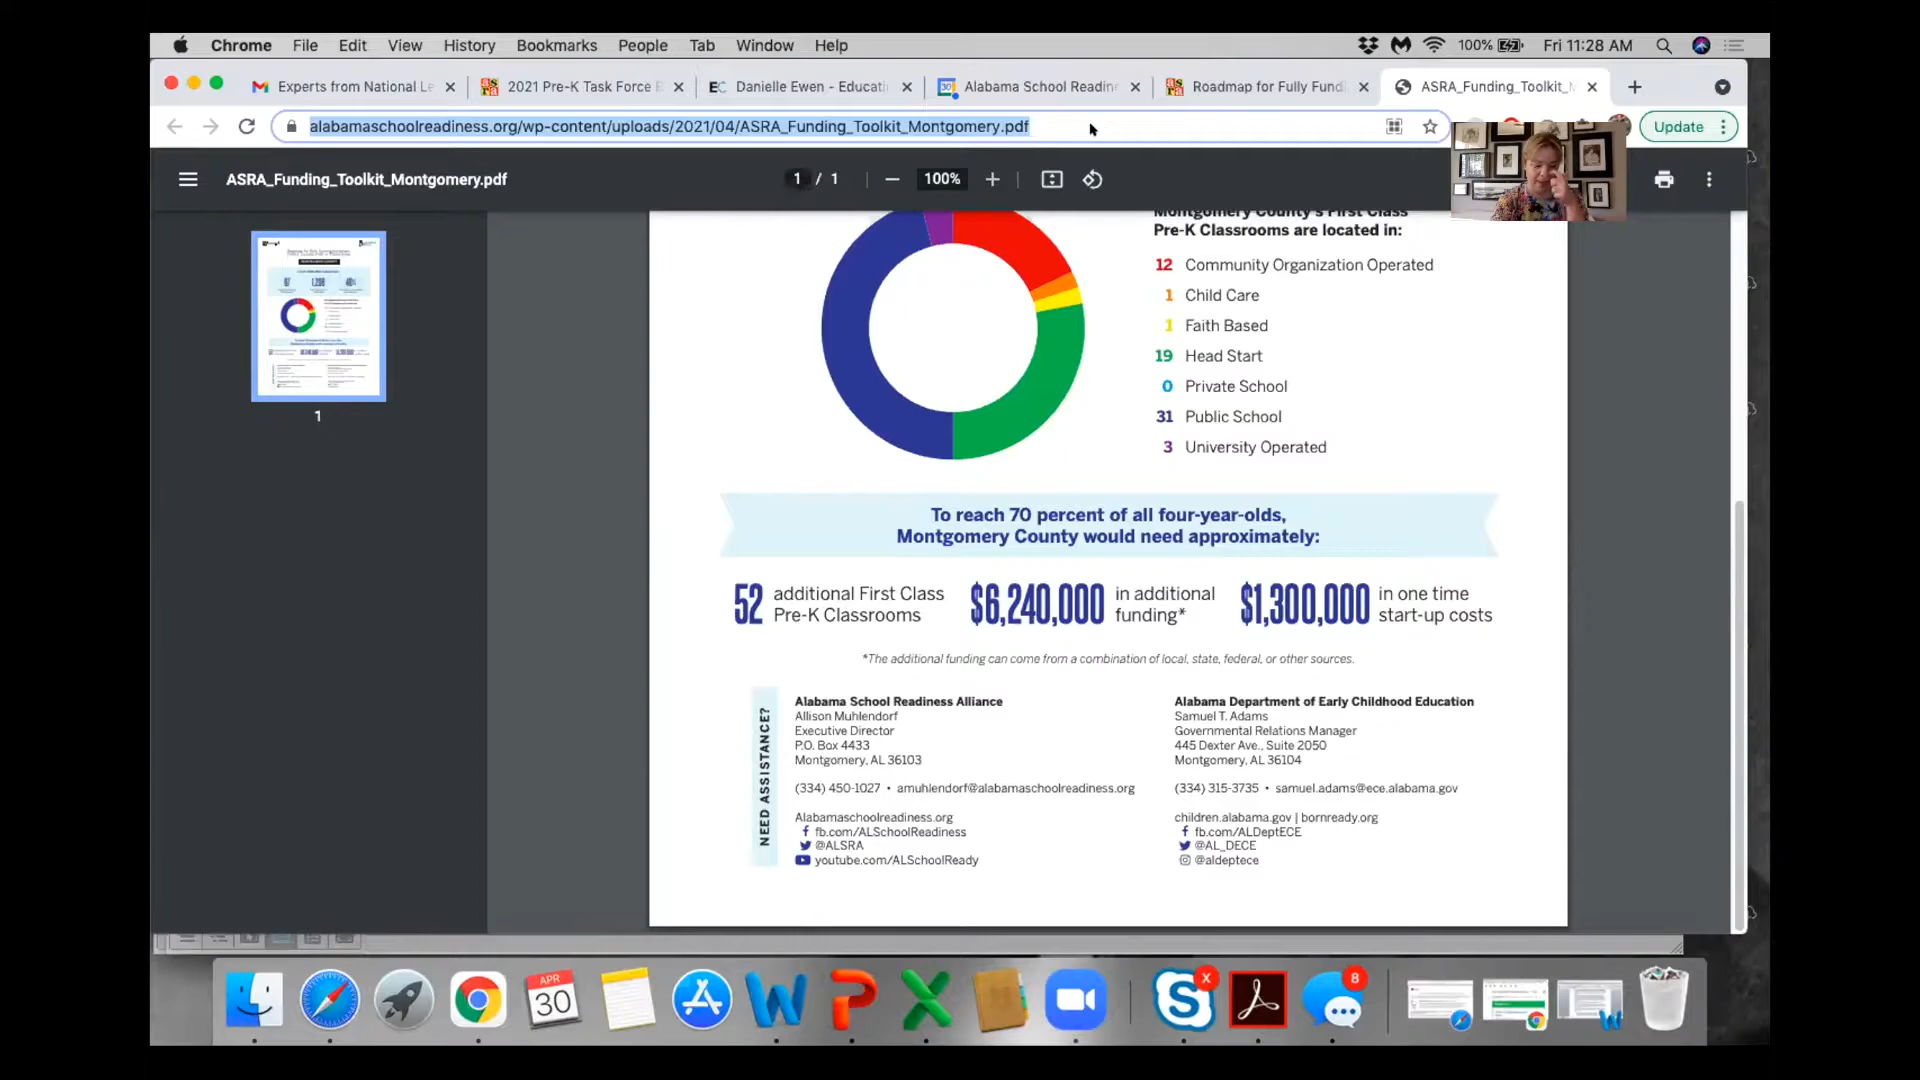 Chrome File Edit View History Bookmarks People Tab Window Help 100% Fri 11:28 AM
Experts from National Le 2021 Pre-K Task Force Danielle Ewen - Educati Alabama School Readine Roadmap for Fully Fund ASRA_Funding_Toolkit_
alabamaschoolreadiness.org/wp-content/uploads/2021/04/ASRA_Funding_Toolkit_Montgomery.pdf Update
ASRA_Funding_Toolkit_Montgomery.pdf 1 / 1 100%
Montgomery County's First Class
Pre-K Classrooms are located in:
12 Community Organization Operated
1 Child Care
1 Faith Based
19 Head Start
0 Private School
31 Public School
3 University Operated
1
To reach 70 percent of all four-year-olds,
Montgomery County would need approximately:
52 additional First Class
Pre-K Classrooms
$6,240,000 in additional
funding*
$1,300,000 in one time
start-up costs
*The additional funding can come from a combination of local, state, federal, or other sources.
NEED ASSISTANCE?
Alabama School Readiness Alliance
Allison Muhlendorf
Executive Director
P.O. Box 4433
Montgomery, AL 36103
(334) 450-1027 • amuhlendorf@alabamaschoolreadiness.org
Alabamaschoolreadiness.org
fb.com/ALSchoolReadiness
@ALSRA
youtube.com/ALSchoolReady
Alabama Department of Early Childhood Education
Samuel T. Adams
Governmental Relations Manager
445 Dexter Ave., Suite 2050
Montgomery, AL 36104
(334) 315-3735 • samuel.adams@ece.alabama.gov
children.alabama.gov | bornready.org
fb.com/ALDeptECE
@AL_DECE
@aldeptece
APR
30
X
8